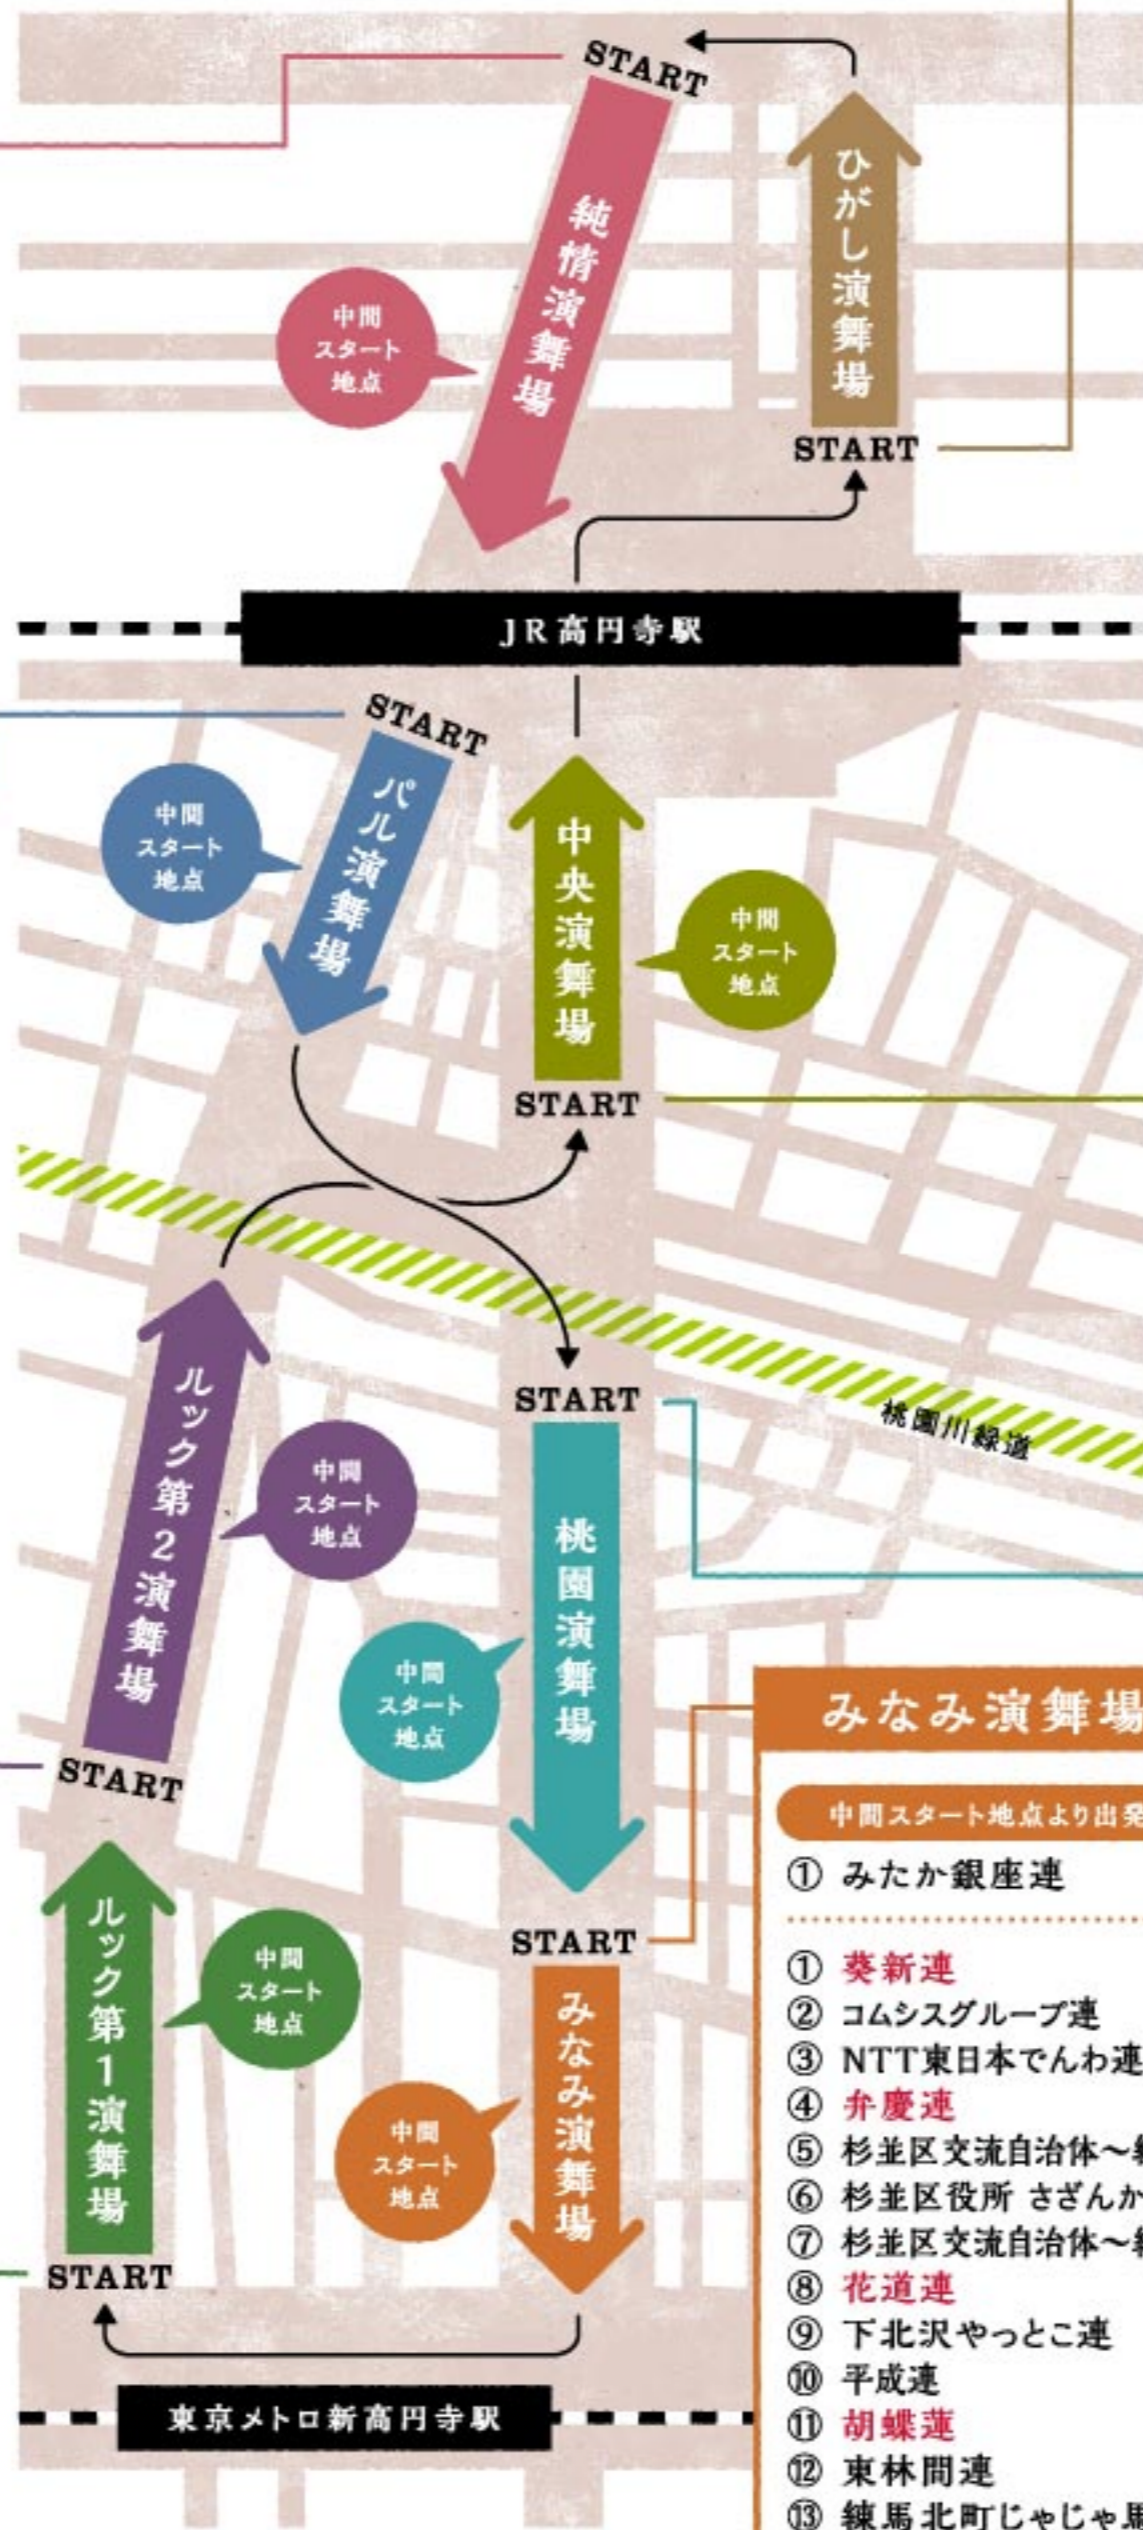 START
純情演舞場
ひがし演舞場
中間
スタート
地点
START
JR高円寺駅
START
パル演舞場
中央演舞場
中間
スタート
地点
中間
スタート
地点
START
START
桃園川緑道
ルック第2演舞場
中間
スタート
地点
桃園演舞場
中間
スタート
地点
START
ルック第1演舞場
中間
スタート
地点
START
みなみ演舞場
中間
スタート
地点
START
東京メトロ新高円寺駅
みなみ演舞場
中間スタート地点より出発
① みたか銀座連
① 葵新連
② コムシスグループ連
③ NTT東日本でんわ連
④ 弁慶連
⑤ 杉並区交流自治体～
⑥ 杉並区役所 さざんか
⑦ 杉並区交流自治体～
⑧ 花道連
⑨ 下北沢やっとこ連
⑩ 平成連
⑪ 胡蝶蓮
⑫ 東林間連
⑬ 練馬北町じゃじゃ馬